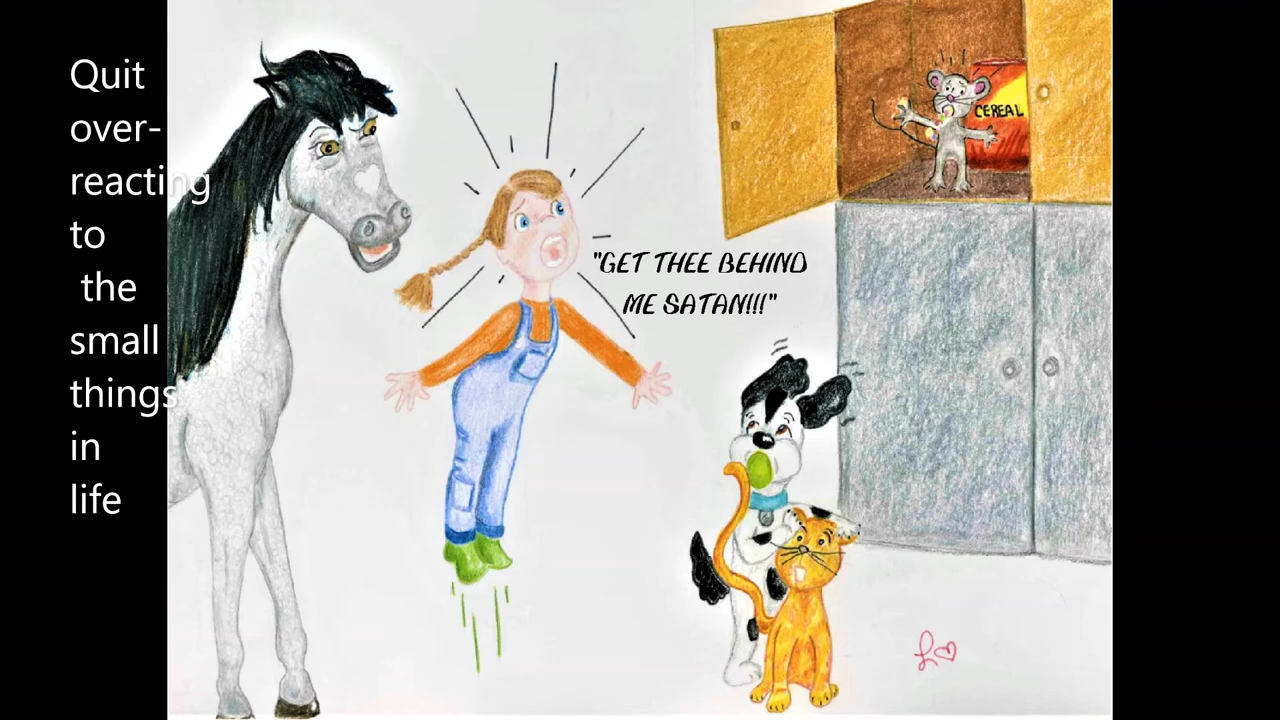 Quit
over-
reacting
to
the
small
things
in
life
"GET THEE BEHIND
ME SATAN!!!"
CEREAL